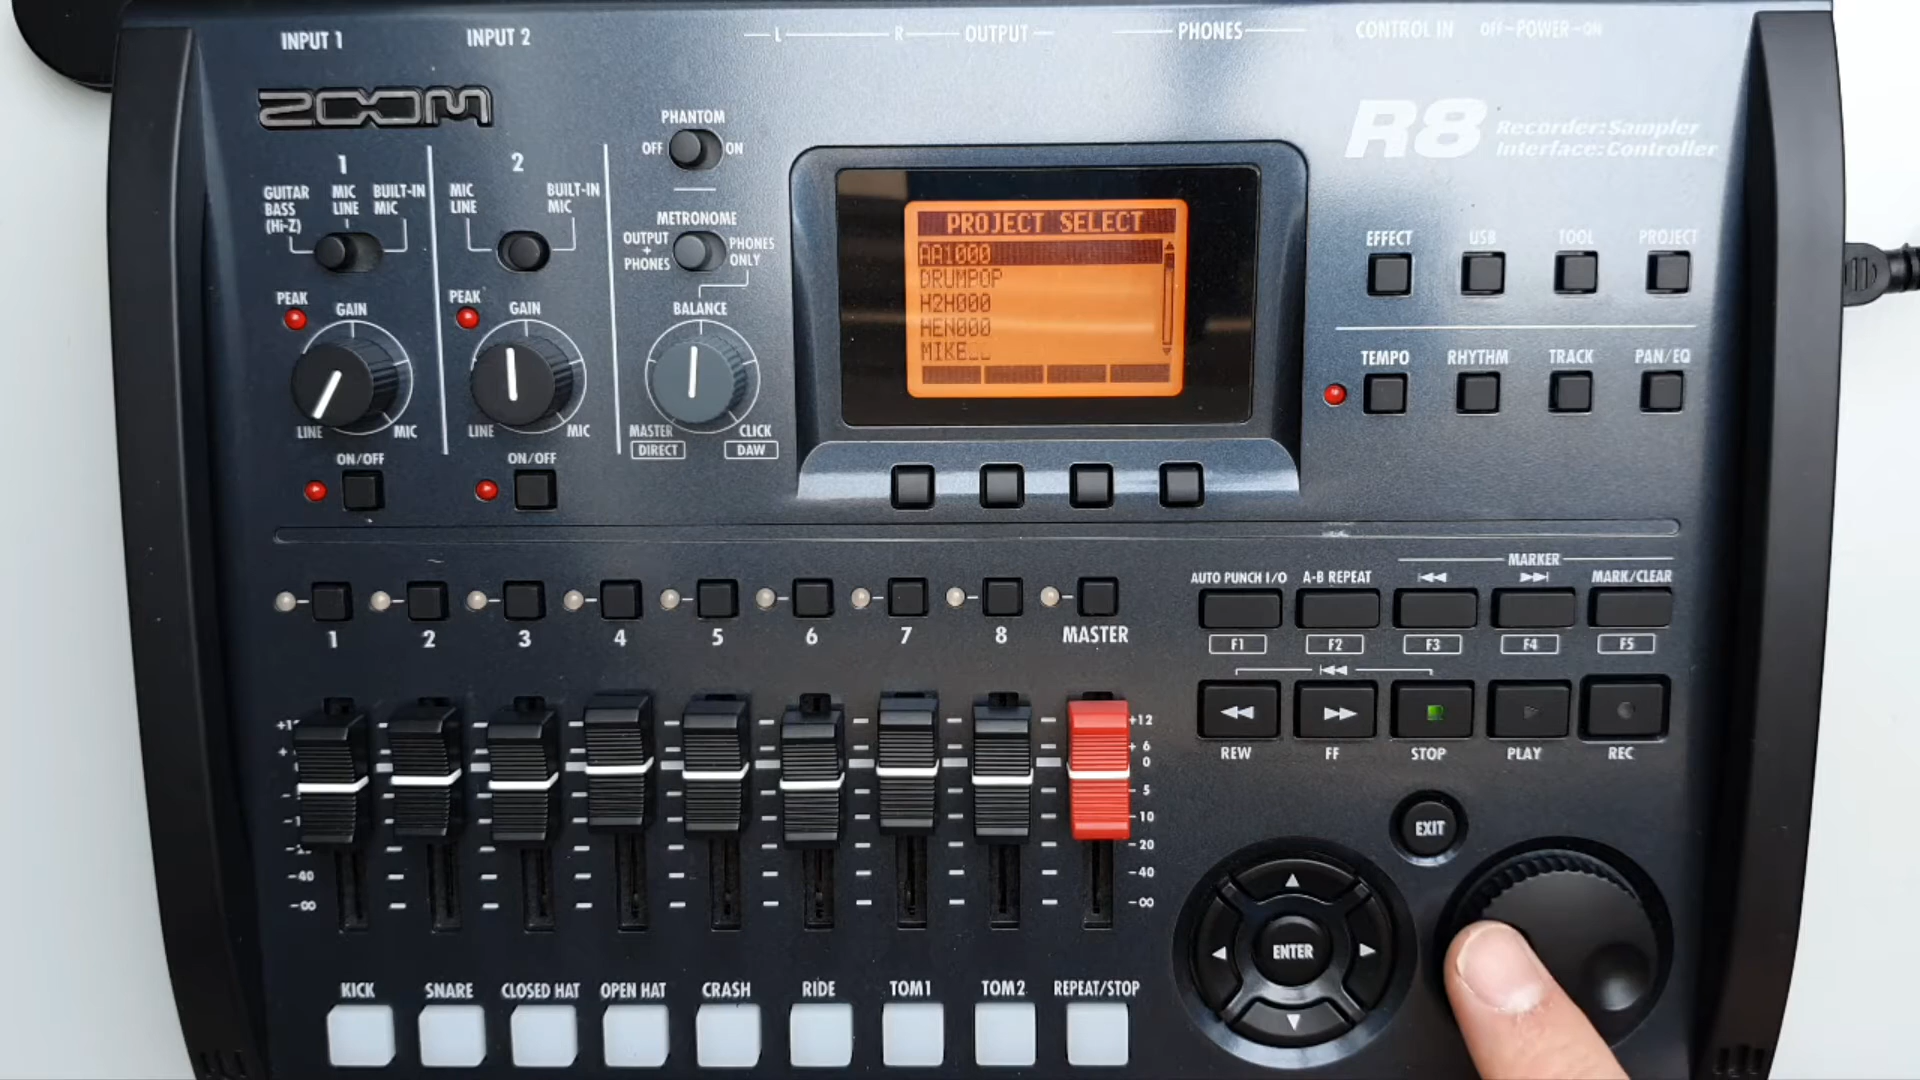 INPUT 1
INPUT 2
L
R
OUTPUT
PHONES
CONTROL IN
OFF-POWER-ON
ZOOM
R8
Recorder:Sampler
Interface:Controller
PHANTOM
OFF
ON
1
GUITAR
BASS
(Hi-Z)
MIC
LINE
BUILT-IN
MIC
2
MIC
LINE
BUILT-IN
MIC
METRONOME
OUTPUT
+
PHONES
PHONES
ONLY
PROJECT SELECT
AA1000
DRUMPOP
H2H000
HEN000
MIKE__
EFFECT
USB
TOOL
PROJECT
PEAK
GAIN
LINE
MIC
PEAK
GAIN
LINE
MIC
BALANCE
MASTER
CLICK
DIRECT
DAW
TEMPO
RHYTHM
TRACK
PAN/EQ
ON/OFF
ON/OFF
1
2
3
4
5
6
7
8
MASTER
MARKER
AUTO PUNCH I/O
A-B REPEAT
MARK/CLEAR
F1
F2
F3
F4
F5
REW
FF
STOP
PLAY
REC
+12
+ 6
0
- 5
- 10
- 20
-40
-∞
-40
-∞
EXIT
ENTER
KICK
SNARE
CLOSED HAT
OPEN HAT
CRASH
RIDE
TOM1
TOM2
REPEAT/STOP